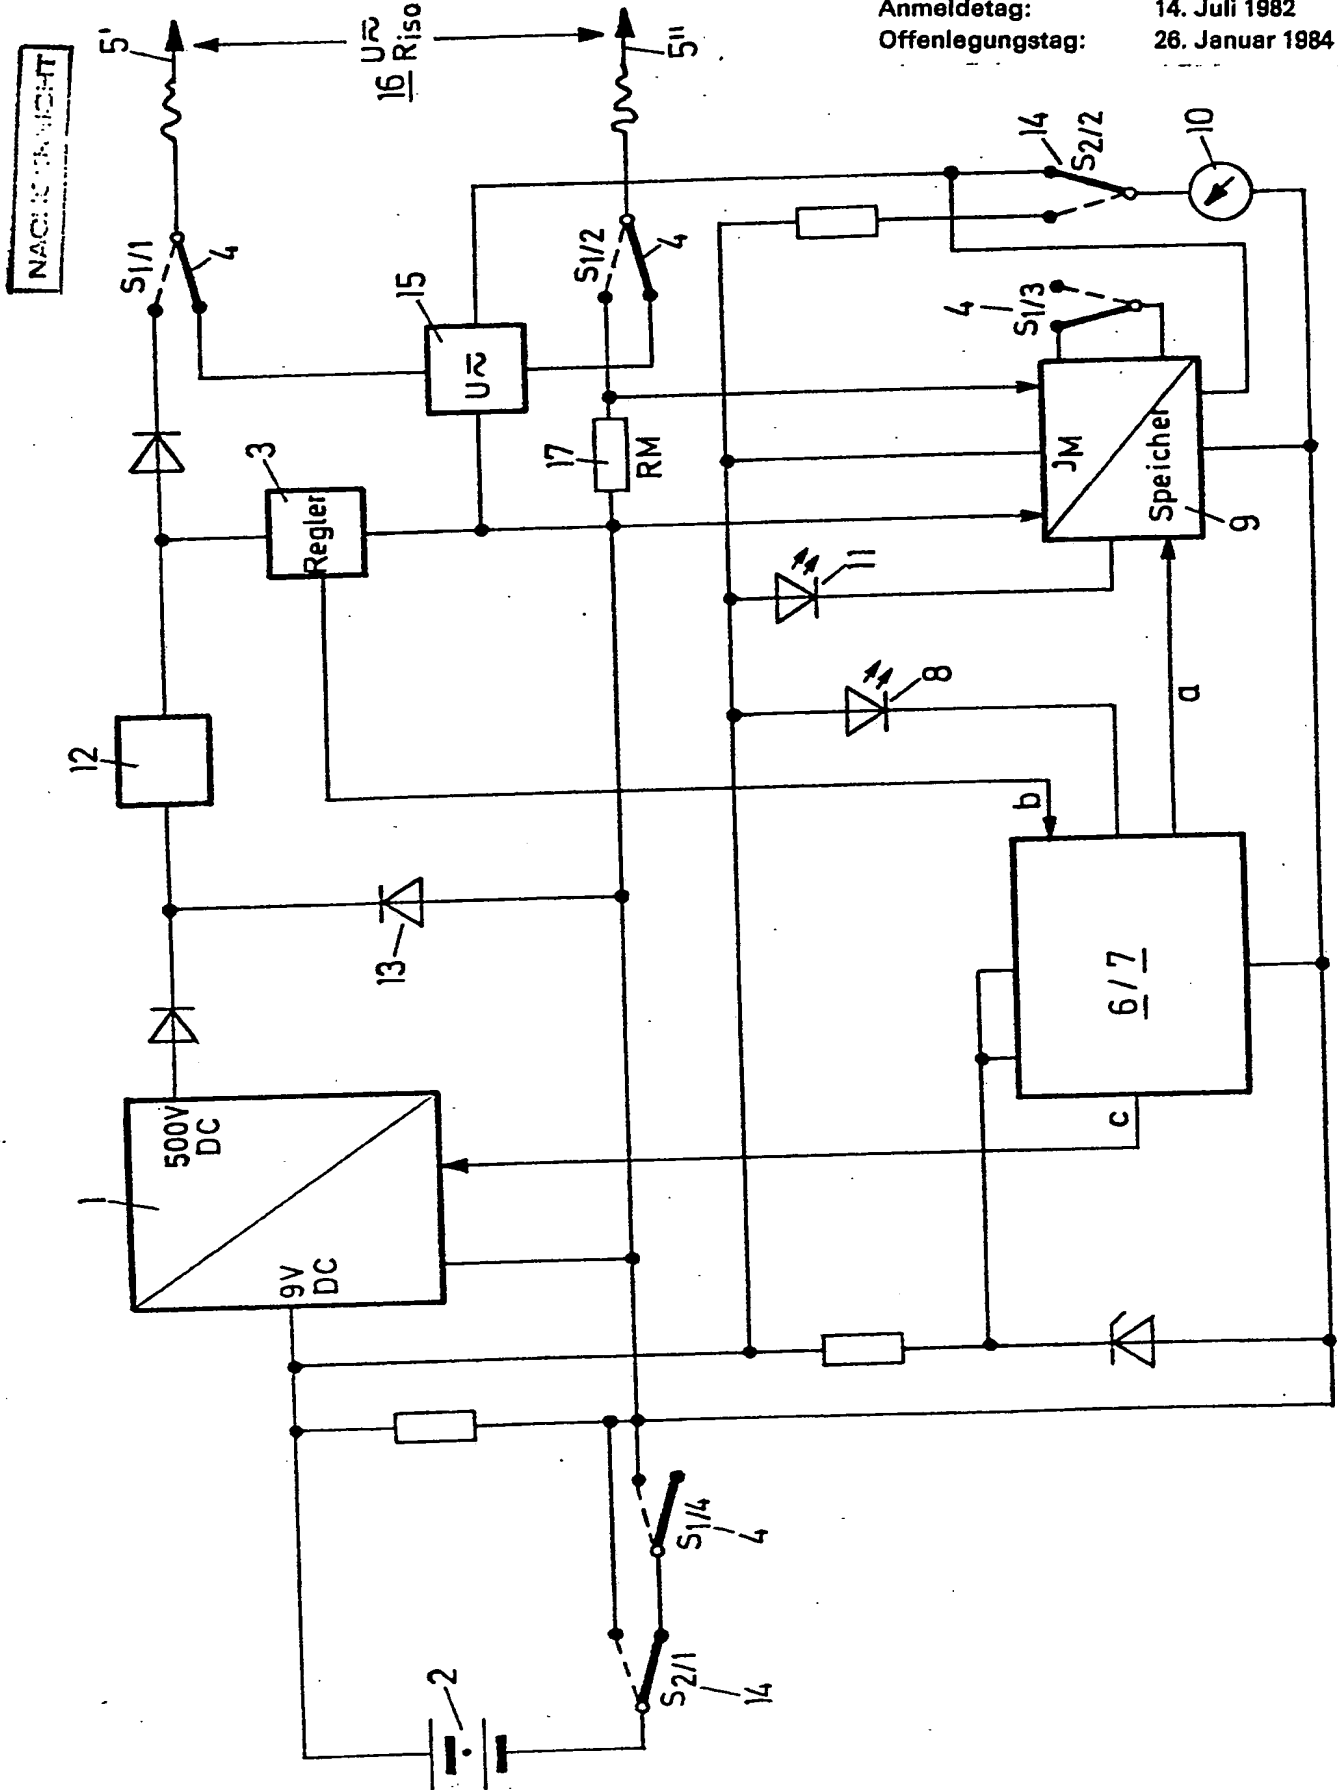 Anmeldetag: 14. Juli 1982
Offenlegungstag: 26. Januar 1984
5'
U≂
16 Riso
5"
S1/1
4
15
U≂
S1/2
4
14
S2/2
10
4
S1/3
3
Regler
17
RM
JM
Speicher
9
11
12
8
a
b
13
6/7
c
1
500V
DC
9V
DC
S1/4
4
S2/1
14
2